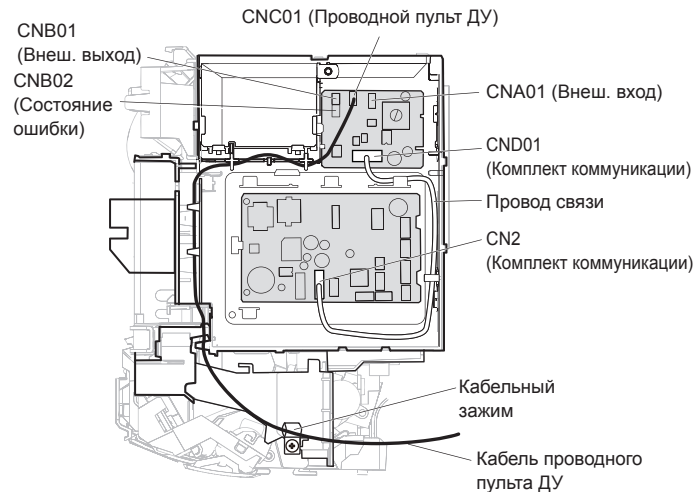 CNC01 (Проводной пульт ДУ)
CNB01
(Внеш. выход)
CNB02
(Состояние
ошибки)
CNA01 (Внеш. вход)
CND01
(Комплект коммуникации)
Провод связи
CN2
(Комплект коммуникации)
Кабельный
зажим
Кабель проводного
пульта ДУ